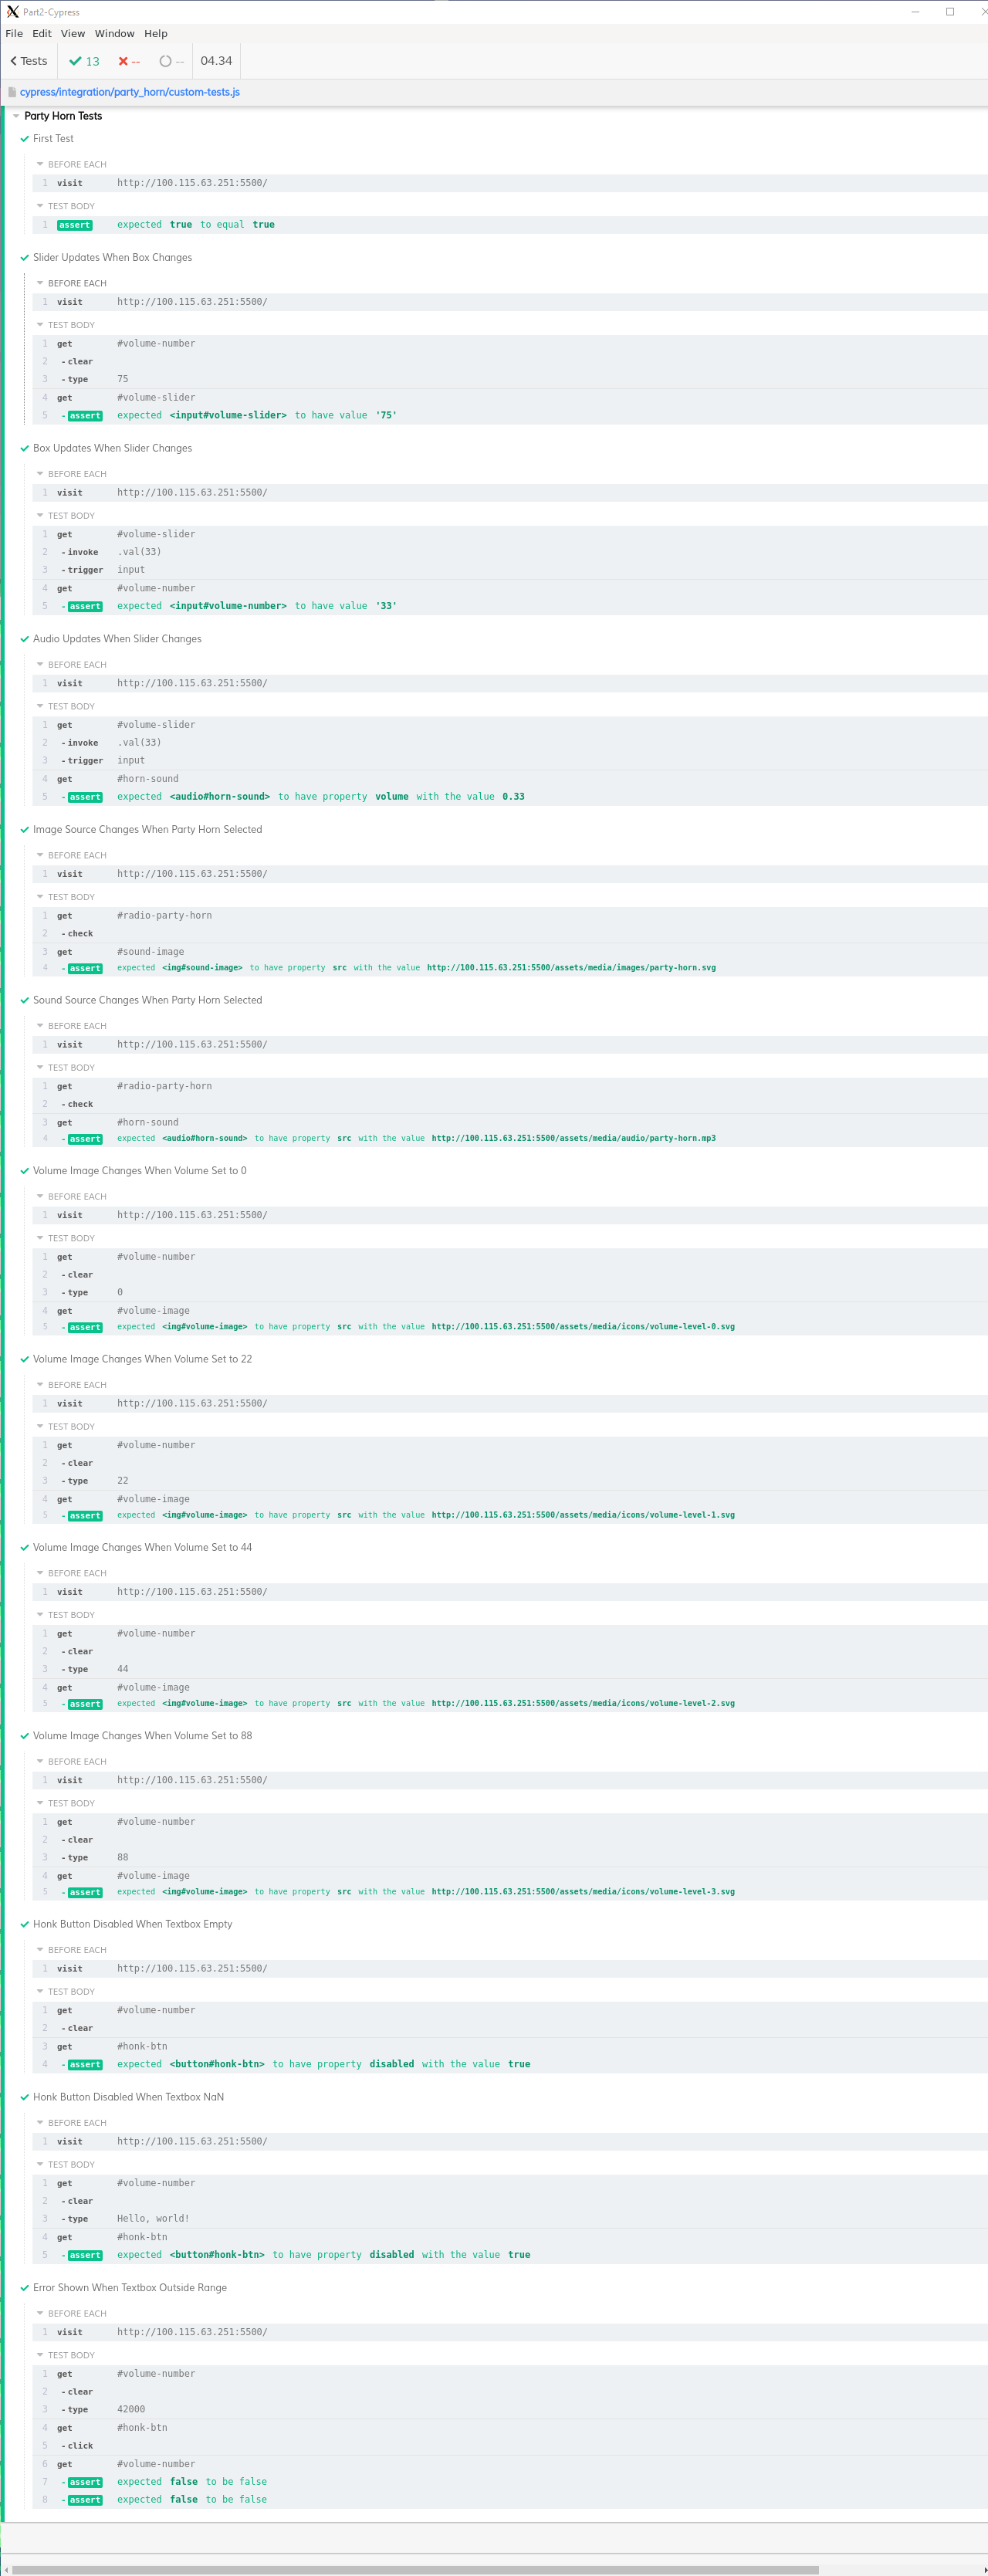 Part2-Cypress
File Edit View Window Help
Tests 13 -- -- 04.34
cypress/integration/party_horn/custom-tests.js
Party Horn Tests
First Test
BEFORE EACH
1 visit http://100.115.63.251:5500/
TEST BODY
1 assert expected true to equal true
Slider Updates When Box Changes
BEFORE EACH
1 visit http://100.115.63.251:5500/
TEST BODY
1 get #volume-number
2 -clear
3 -type 75
4 get #volume-slider
5 -assert expected <input#volume-slider> to have value '75'
Box Updates When Slider Changes
BEFORE EACH
1 visit http://100.115.63.251:5500/
TEST BODY
1 get #volume-slider
2 -invoke .val(33)
3 -trigger input
4 get #volume-number
5 -assert expected <input#volume-number> to have value '33'
Audio Updates When Slider Changes
BEFORE EACH
1 visit http://100.115.63.251:5500/
TEST BODY
1 get #volume-slider
2 -invoke .val(33)
3 -trigger input
4 get #horn-sound
5 -assert expected <audio#horn-sound> to have property volume with the value 0.33
Image Source Changes When Party Horn Selected
BEFORE EACH
1 visit http://100.115.63.251:5500/
TEST BODY
1 get #radio-party-horn
2 -check
3 get #sound-image
4 -assert expected <img#sound-image> to have property src with the value http://100.115.63.251:5500/assets/media/images/party-horn.svg
Sound Source Changes When Party Horn Selected
BEFORE EACH
1 visit http://100.115.63.251:5500/
TEST BODY
1 get #radio-party-horn
2 -check
3 get #horn-sound
4 -assert expected <audio#horn-sound> to have property src with the value http://100.115.63.251:5500/assets/media/audio/party-horn.mp3
Volume Image Changes When Volume Set to 0
BEFORE EACH
1 visit http://100.115.63.251:5500/
TEST BODY
1 get #volume-number
2 -clear
3 -type 0
4 get #volume-image
5 -assert expected <img#volume-image> to have property src with the value http://100.115.63.251:5500/assets/media/icons/volume-level-0.svg
Volume Image Changes When Volume Set to 22
BEFORE EACH
1 visit http://100.115.63.251:5500/
TEST BODY
1 get #volume-number
2 -clear
3 -type 22
4 get #volume-image
5 -assert expected <img#volume-image> to have property src with the value http://100.115.63.251:5500/assets/media/icons/volume-level-1.svg
Volume Image Changes When Volume Set to 44
BEFORE EACH
1 visit http://100.115.63.251:5500/
TEST BODY
1 get #volume-number
2 -clear
3 -type 44
4 get #volume-image
5 -assert expected <img#volume-image> to have property src with the value http://100.115.63.251:5500/assets/media/icons/volume-level-2.svg
Volume Image Changes When Volume Set to 88
BEFORE EACH
1 visit http://100.115.63.251:5500/
TEST BODY
1 get #volume-number
2 -clear
3 -type 88
4 get #volume-image
5 -assert expected <img#volume-image> to have property src with the value http://100.115.63.251:5500/assets/media/icons/volume-level-3.svg
Honk Button Disabled When Textbox Empty
BEFORE EACH
1 visit http://100.115.63.251:5500/
TEST BODY
1 get #volume-number
2 -clear
3 get #honk-btn
4 -assert expected <button#honk-btn> to have property disabled with the value true
Honk Button Disabled When Textbox NaN
BEFORE EACH
1 visit http://100.115.63.251:5500/
TEST BODY
1 get #volume-number
2 -clear
3 -type Hello, world!
4 get #honk-btn
5 -assert expected <button#honk-btn> to have property disabled with the value true
Error Shown When Textbox Outside Range
BEFORE EACH
1 visit http://100.115.63.251:5500/
TEST BODY
1 get #volume-number
2 -clear
3 -type 42000
4 get #honk-btn
5 -click
6 get #volume-number
7 -assert expected false to be false
8 -assert expected false to be false